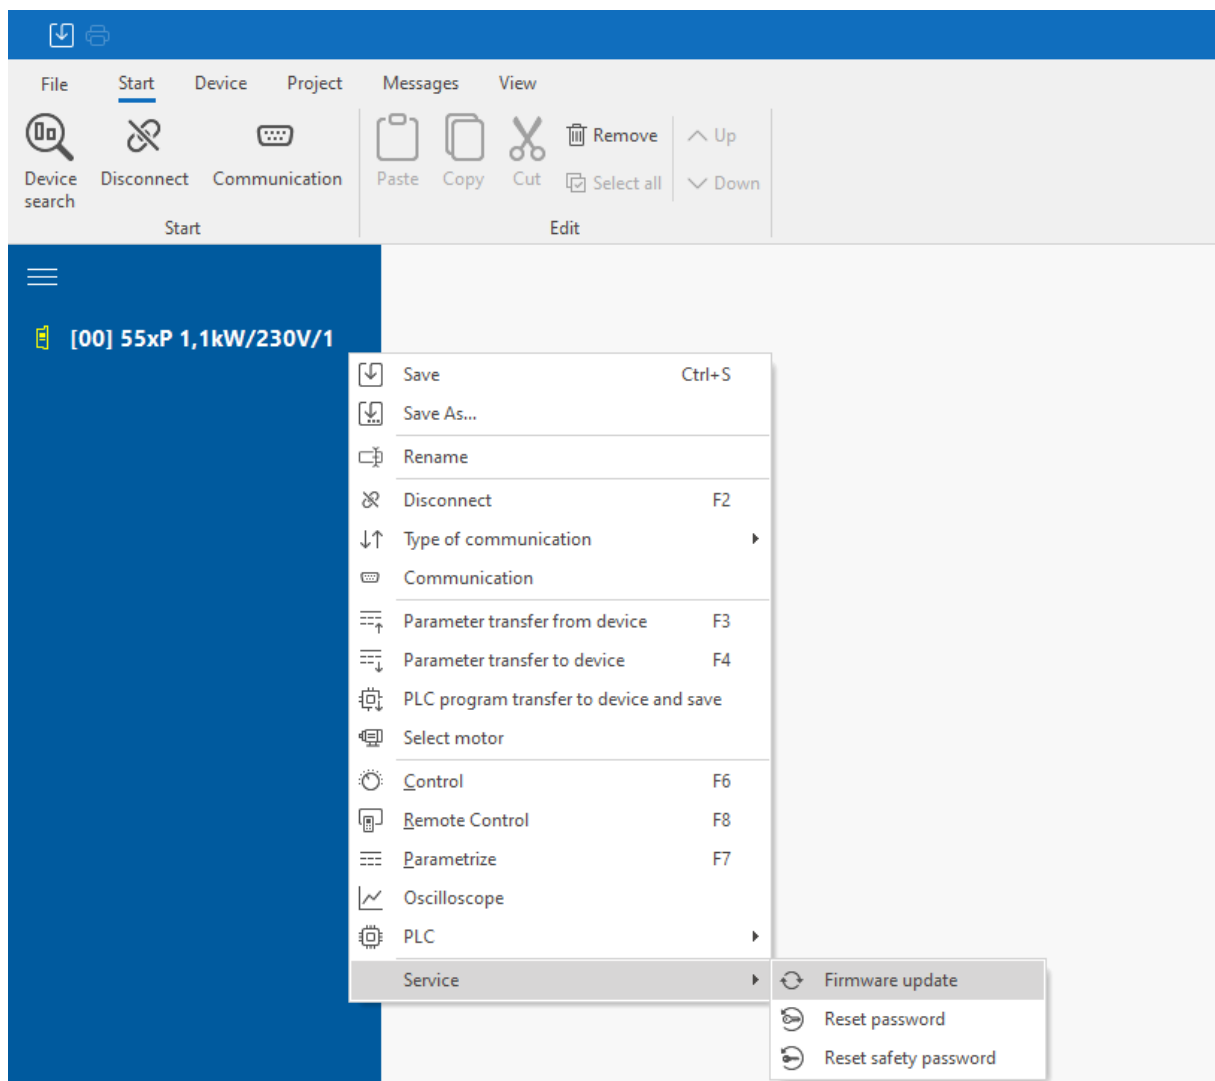 File Start Device Project Messages View
Device search
Disconnect
Communication
Start
Paste
Copy
Cut
Remove
Select all
Up
Down
Edit
[00] 55xP 1,1kW/230V/1
Save Ctrl+S
Save As...
Rename
Disconnect F2
Type of communication
Communication
Parameter transfer from device F3
Parameter transfer to device F4
PLC program transfer to device and save
Select motor
Control F6
Remote Control F8
Parametrize F7
Oscilloscope
PLC
Service
Firmware update
Reset password
Reset safety password